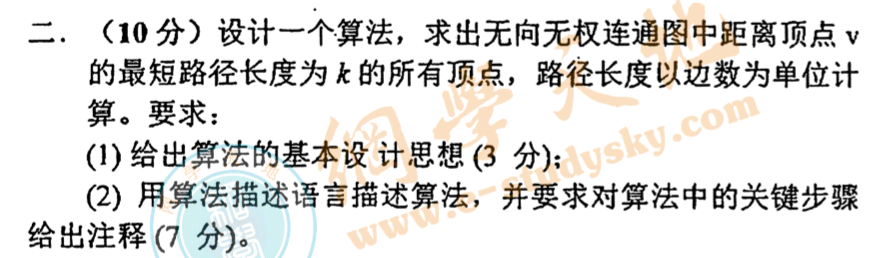 二．（10 分）设计一个算法，求出无向无权连通图中距离顶点 v
的最短路径长度为 k 的所有顶点，路径长度以边数为单位计
算。要求：
(1) 给出算法的基本设 计思想 (3 分);
(2) 用算法描述语言描述算法，并要求对算法中的关键步骤
给出注释 (7 分)。
網學天地
www.e-studysky.com